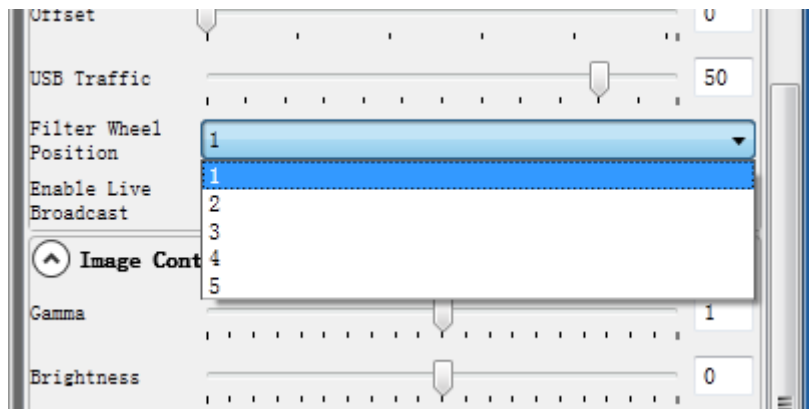 Offset 0
USB Traffic 50
Filter Wheel
Position
1
1
Enable Live
Broadcast
2
3
Image Cont
4
5
Gamma 1
Brightness 0